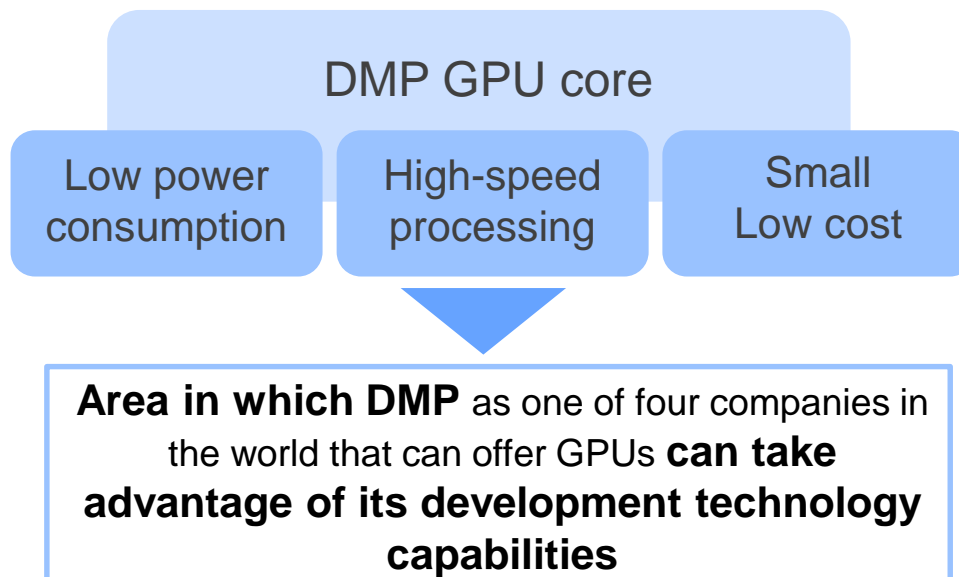 DMP GPU core
Low power
consumption
High-speed
processing
Small
Low cost
Area in which DMP as one of four companies in
the world that can offer GPUs can take
advantage of its development technology
capabilities